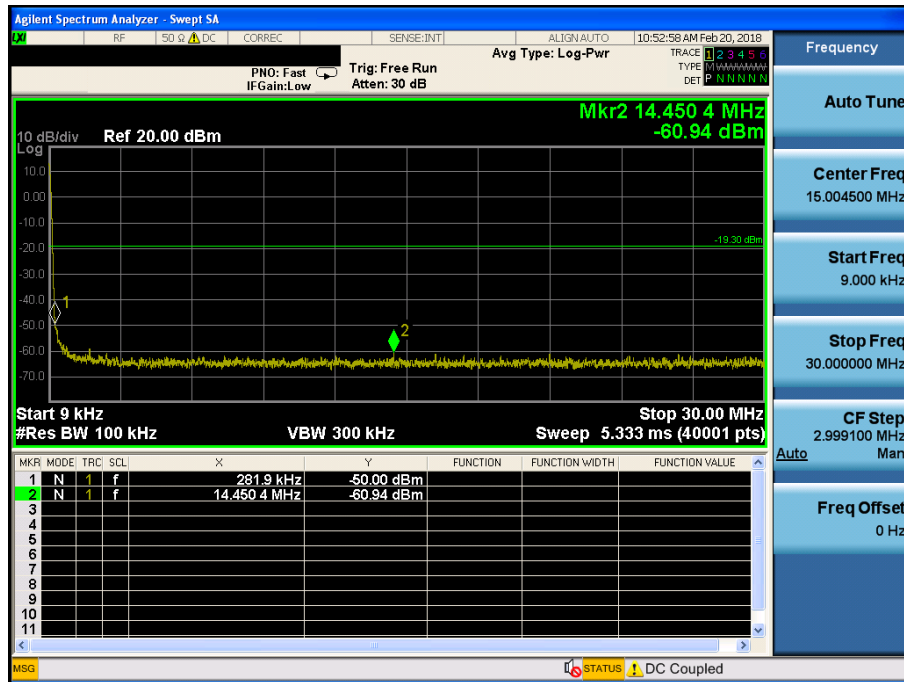 Agilent Spectrum Analyzer - Swept SA
LXI RF 50 Ω DC CORREC SENSE:INT ALIGN AUTO 10:52:58 AM Feb 20, 2018
PNO: Fast
IFGain:Low
Trig: Free Run
Atten: 30 dB
Avg Type: Log-Pwr
TRACE 1 2 3 4 5 6
TYPE M WWWWW
DET P N N N N N
Mkr2 14.450 4 MHz
-60.94 dBm
10 dB/div Ref 20.00 dBm
Log
10.0
0.00
-10.0
-20.0
-30.0
-40.0
-50.0
-60.0
-70.0
-19.30 dBm
1
2
Start 9 kHz Stop 30.00 MHz
#Res BW 100 kHz VBW 300 kHz Sweep 5.333 ms (40001 pts)
MKR MODE TRC SCL X Y FUNCTION FUNCTION WIDTH FUNCTION VALUE
1 N 1 f 281.9 kHz -50.00 dBm
2 N 1 f 14.450 4 MHz -60.94 dBm
3
4
5
6
7
8
9
10
11
MSG STATUS DC Coupled
Frequency
Auto Tune
Center Freq
15.004500 MHz
Start Freq
9.000 kHz
Stop Freq
30.000000 MHz
CF Step
2.999100 MHz
Auto Man
Freq Offset
0 Hz